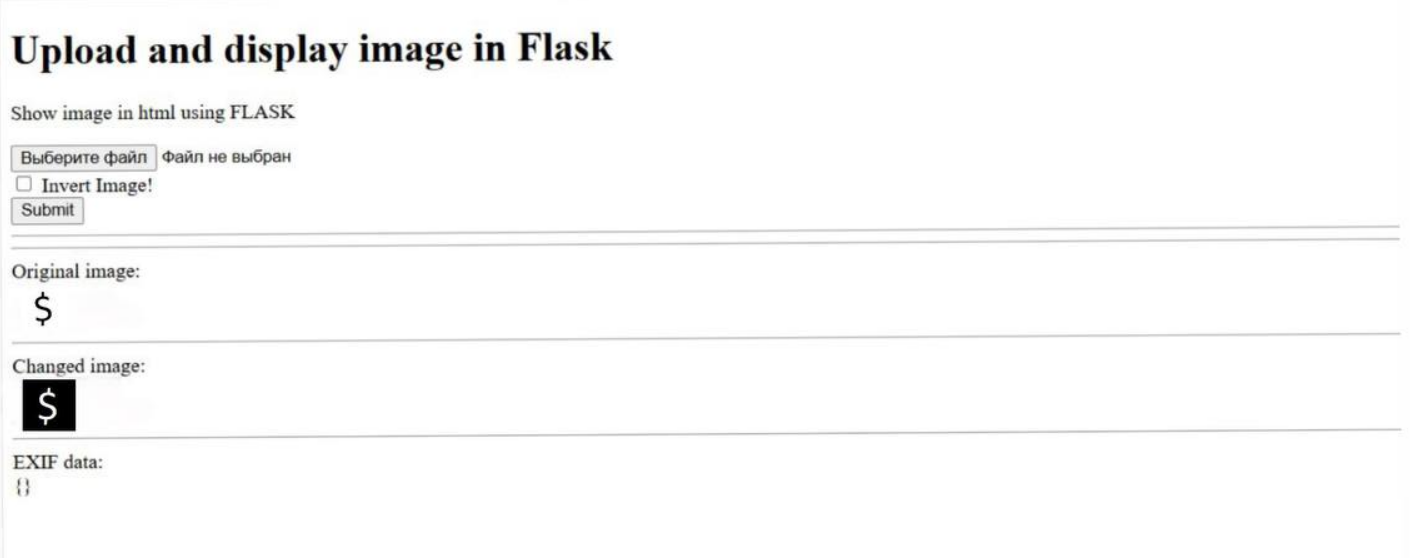 Upload and display image in Flask
Show image in html using FLASK
Выберите файл Файл не выбран
Invert Image!
Submit
Original image:
$
Changed image:
$
EXIF data:
{}